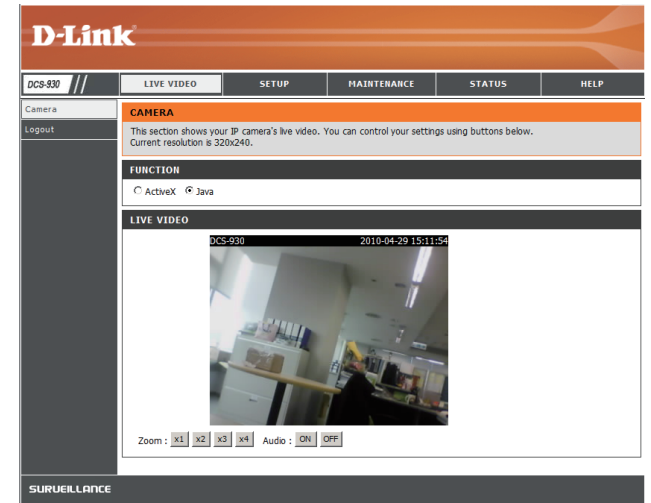 D-Link
DCS-930 // LIVE VIDEO SETUP MAINTENANCE STATUS HELP
Camera
Logout
CAMERA
This section shows your IP camera's live video. You can control your settings using buttons below.
Current resolution is 320x240.
FUNCTION
ActiveX Java
LIVE VIDEO
DCS-930 2010-04-29 15:11:54
Zoom : x1 x2 x3 x4 Audio : ON OFF
SURVEILLANCE